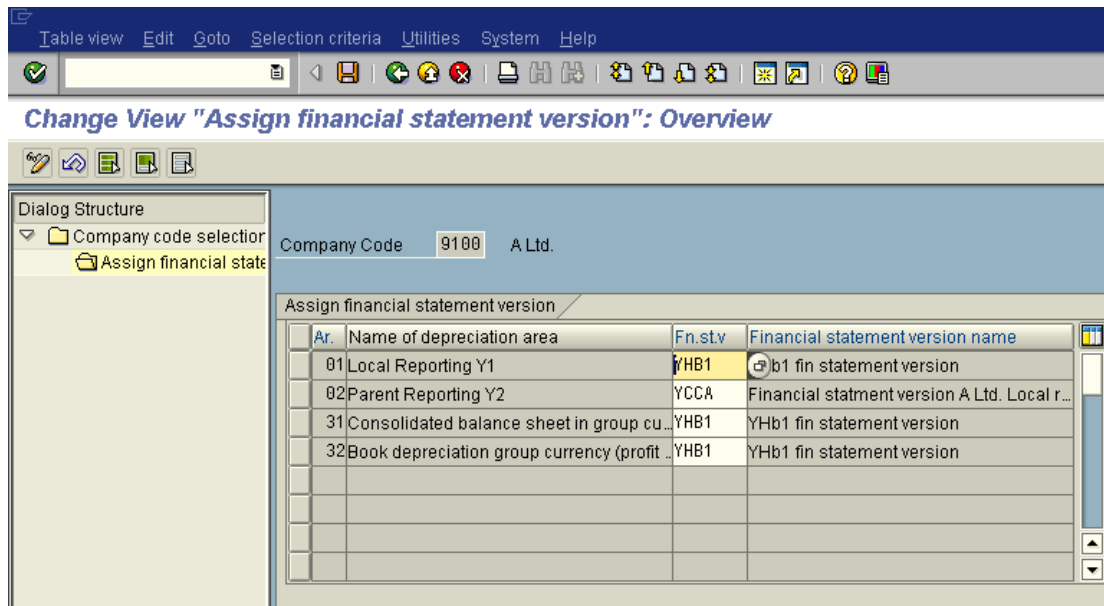 Table view Edit Goto Selection criteria Utilities System Help
Change View "Assign financial statement version": Overview
Dialog Structure
Company code selection
Assign financial state
Company Code 9100 A Ltd.
Assign financial statement version
Ar. Name of depreciation area Fn.st.v Financial statement version name
01 Local Reporting Y1 YHB1 b1 fin statement version
02 Parent Reporting Y2 YCCA Financial statment version A Ltd. Local r...
31 Consolidated balance sheet in group cu... YHB1 YHb1 fin statement version
32 Book depreciation group currency (profit .. YHB1 YHb1 fin statement version